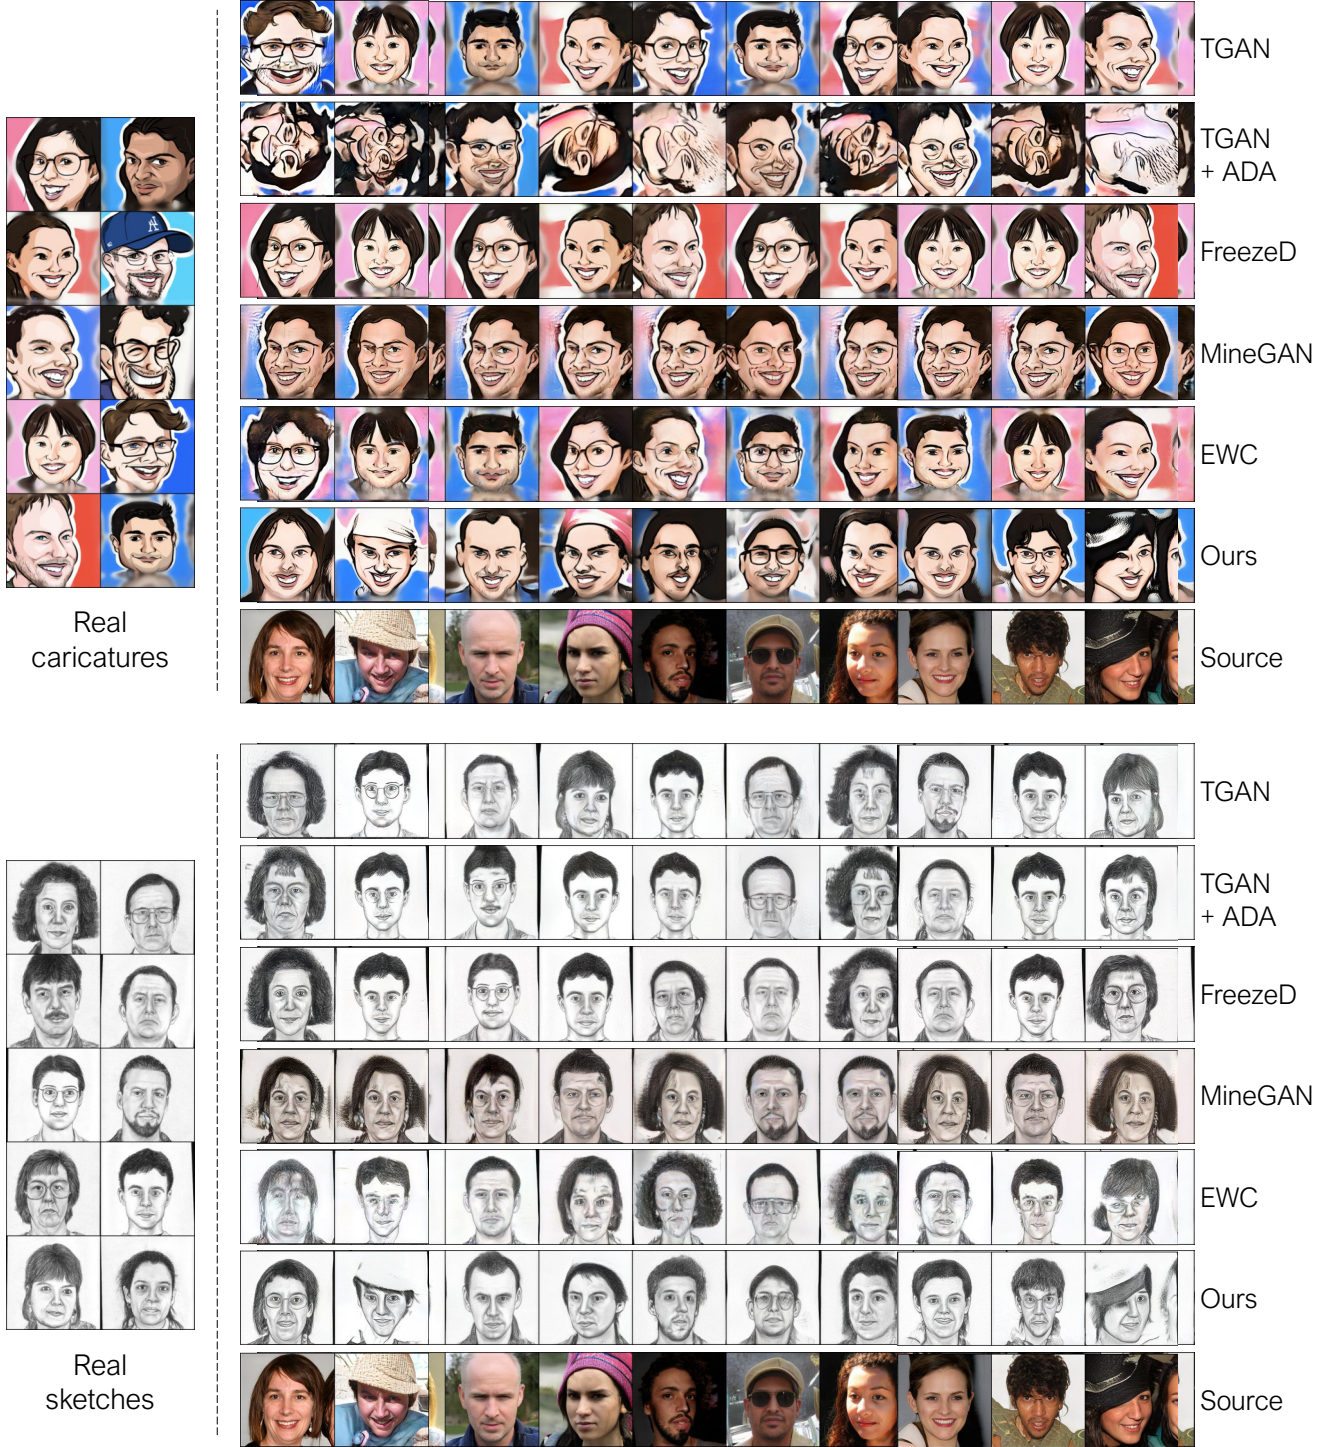 TGAN
TGAN
+ ADA
FreezeD
MineGAN
EWC
Ours
Source
Real
caricatures
TGAN
TGAN
+ ADA
FreezeD
MineGAN
EWC
Ours
Source
Real
sketches